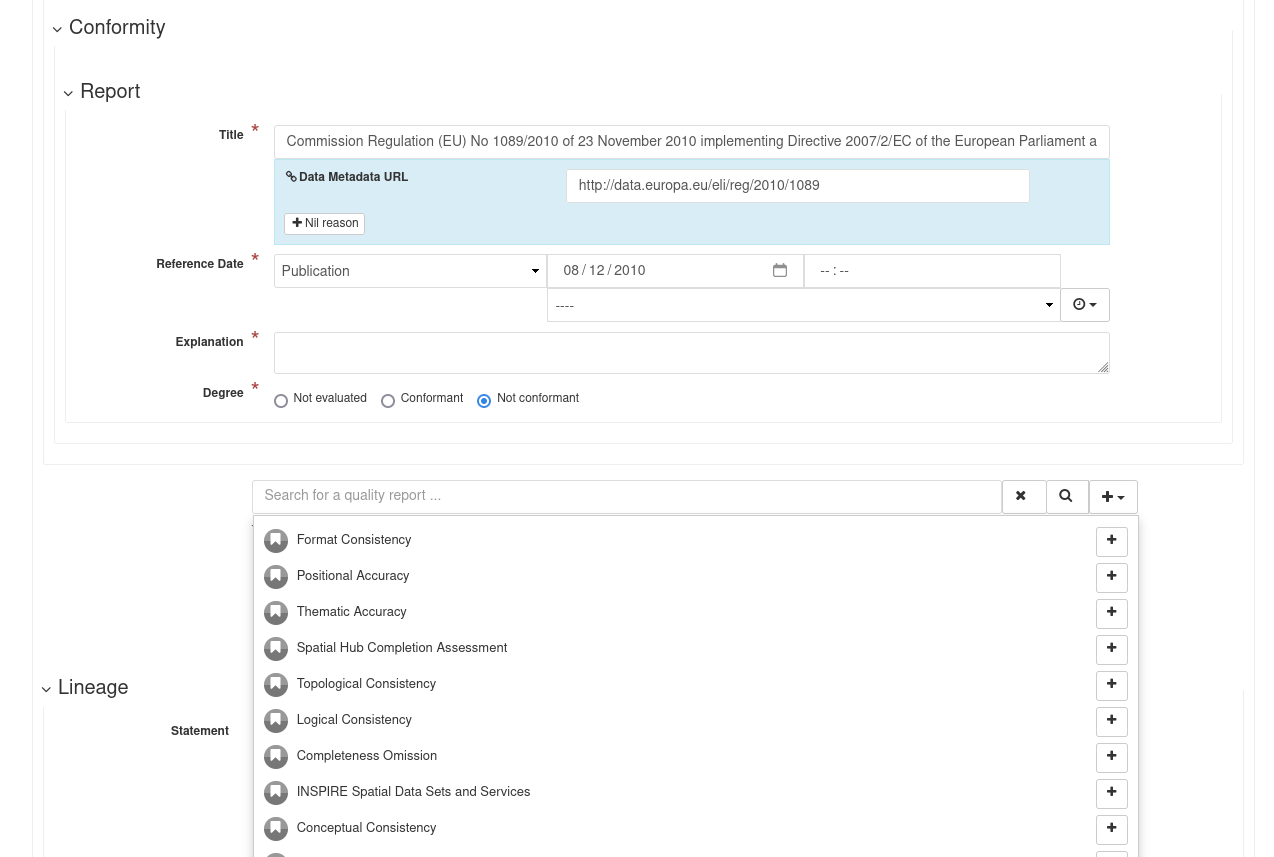 Conformity
Report
Title *
Commission Regulation (EU) No 1089/2010 of 23 November 2010 implementing Directive 2007/2/EC of the European Parliament a
Data Metadata URL
http://data.europa.eu/eli/reg/2010/1089
Nil reason
Reference Date *
Publication
08 / 12 / 2010
-- : --
----
Explanation *
Degree *
Not evaluated
Conformant
Not conformant
Search for a quality report ...
Format Consistency
Positional Accuracy
Thematic Accuracy
Spatial Hub Completion Assessment
Topological Consistency
Lineage
Logical Consistency
Statement
Completeness Omission
INSPIRE Spatial Data Sets and Services
Conceptual Consistency